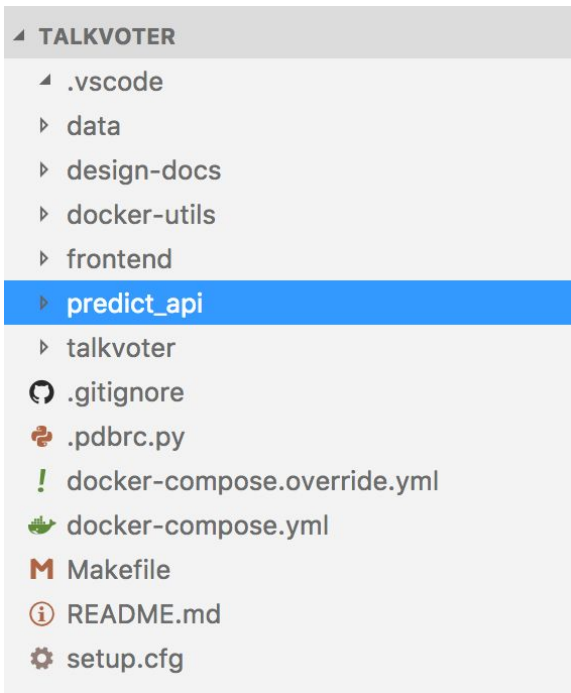 TALKVOTER
.vscode
data
design-docs
docker-utils
frontend
predict_api
talkvoter
.gitignore
.pdbrc.py
docker-compose.override.yml
docker-compose.yml
Makefile
README.md
setup.cfg